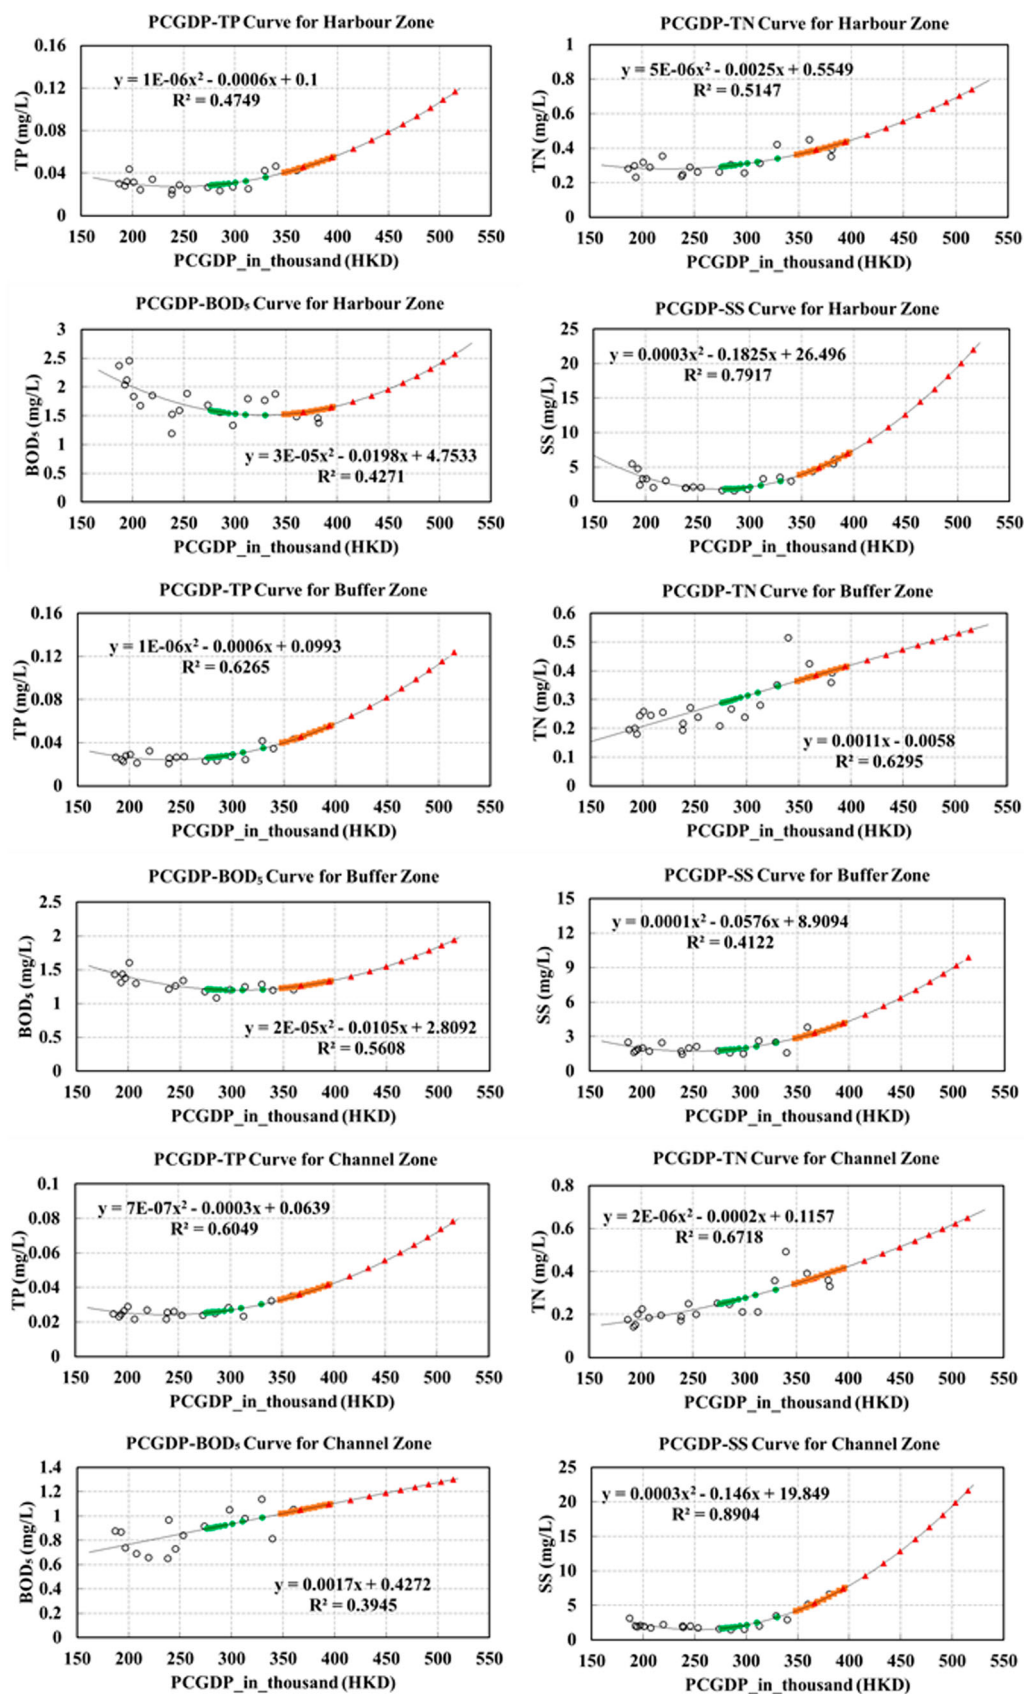 PCGDP-TP Curve for Harbour Zone
0.16
0.12
0.08
0.04
0
TP (mg/L)
y = 1E-06x² - 0.0006x + 0.1
R² = 0.4749
150 200 250 300 350 400 450 500 550
PCGDP_in_thousand (HKD)
PCGDP-TN Curve for Harbour Zone
1
0.8
0.6
0.4
0.2
0
TN (mg/L)
y = 5E-06x² - 0.0025x + 0.5549
R² = 0.5147
150 200 250 300 350 400 450 500 550
PCGDP_in_thousand (HKD)
PCGDP-BOD₅ Curve for Harbour Zone
3
2.5
2
1.5
1
0.5
0
BOD₅ (mg/L)
y = 3E-05x² - 0.0198x + 4.7533
R² = 0.4271
150 200 250 300 350 400 450 500 550
PCGDP_in_thousand (HKD)
PCGDP-SS Curve for Harbour Zone
25
20
15
10
5
0
SS (mg/L)
y = 0.0003x² - 0.1825x + 26.496
R² = 0.7917
150 200 250 300 350 400 450 500 550
PCGDP_in_thousand (HKD)
PCGDP-TP Curve for Buffer Zone
0.16
0.12
0.08
0.04
0
TP (mg/L)
y = 1E-06x² - 0.0006x + 0.0993
R² = 0.6265
150 200 250 300 350 400 450 500 550
PCGDP_in_thousand (HKD)
PCGDP-TN Curve for Buffer Zone
0.6
0.5
0.4
0.3
0.2
0.1
0
TN (mg/L)
y = 0.0011x - 0.0058
R² = 0.6295
150 200 250 300 350 400 450 500 550
PCGDP_in_thousand (HKD)
PCGDP-BOD₅ Curve for Buffer Zone
2.5
2
1.5
1
0.5
0
BOD₅ (mg/L)
y = 2E-05x² - 0.0105x + 2.8092
R² = 0.5608
150 200 250 300 350 400 450 500 550
PCGDP_in_thousand (HKD)
PCGDP-SS Curve for Buffer Zone
15
12
9
6
3
0
SS (mg/L)
y = 0.0001x² - 0.0576x + 8.9094
R² = 0.4122
150 200 250 300 350 400 450 500 550
PCGDP_in_thousand (HKD)
PCGDP-TP Curve for Channel Zone
0.1
0.08
0.06
0.04
0.02
0
TP (mg/L)
y = 7E-07x² - 0.0003x + 0.0639
R² = 0.6049
150 200 250 300 350 400 450 500 550
PCGDP_in_thousand (HKD)
PCGDP-TN Curve for Channel Zone
0.8
0.6
0.4
0.2
0
TN (mg/L)
y = 2E-06x² - 0.0002x + 0.1157
R² = 0.6718
150 200 250 300 350 400 450 500 550
PCGDP_in_thousand (HKD)
PCGDP-BOD₅ Curve for Channel Zone
1.4
1.2
1
0.8
0.6
0.4
0.2
0
BOD₅ (mg/L)
y = 0.0017x + 0.4272
R² = 0.3945
150 200 250 300 350 400 450 500 550
PCGDP_in_thousand (HKD)
PCGDP-SS Curve for Channel Zone
25
20
15
10
5
0
SS (mg/L)
y = 0.0003x² - 0.146x + 19.849
R² = 0.8904
150 200 250 300 350 400 450 500 550
PCGDP_in_thousand (HKD)